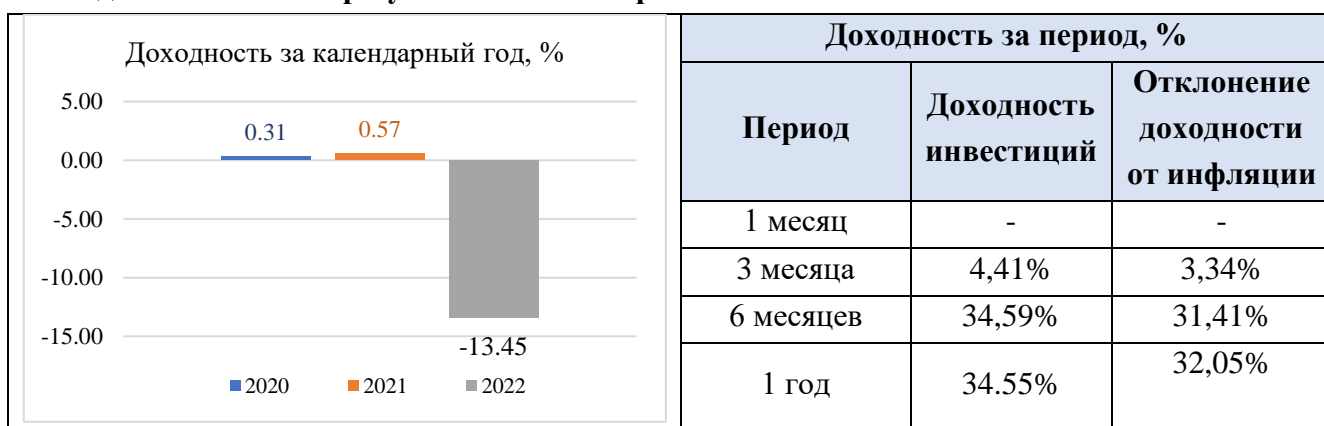 Доходность за календарный год, %
5.00
0.00
-5.00
-10.00
-15.00
0.31
0.57
-13.45
2020
2021
2022
Доходность за период, %
Период
Доходность
инвестиций
Отклонение
доходности
от инфляции
1 месяц - -
3 месяца 4,41% 3,34%
6 месяцев 34,59% 31,41%
1 год 34.55% 32,05%